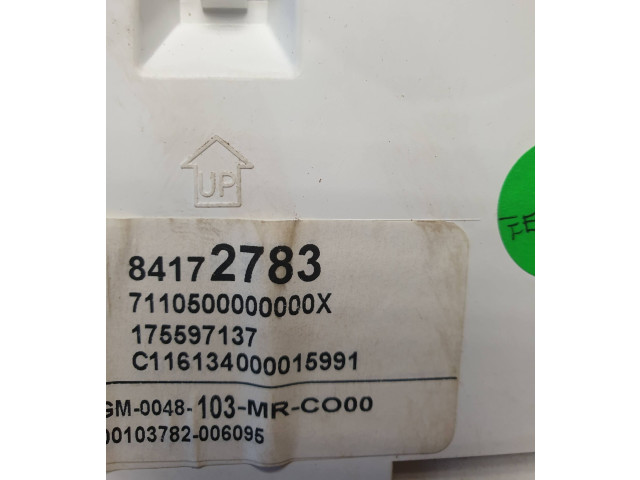 UP
84172783
7110500000000X
175597137
C116134000015991
GM-0048-103-MR-CO00
00103782-006095